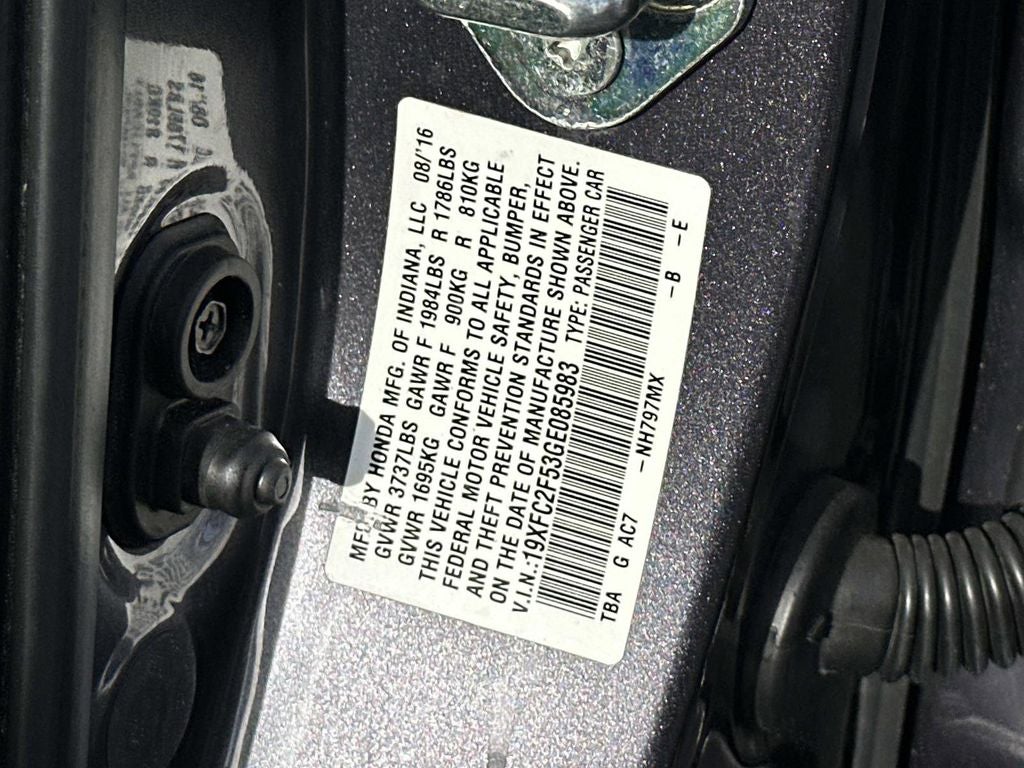 MFD. BY HONDA MFG. OF INDIANA, LLC 08/'16
GVWR 3737LBS GAWR F 1984LBS R 1786LBS
GVWR 1695KG GAWR F 900KG R 810KG
THIS VEHICLE CONFORMS TO ALL APPLICABLE
FEDERAL MOTOR VEHICLE SAFETY, BUMPER,
AND THEFT PREVENTION STANDARDS IN EFFECT
ON THE DATE OF MANUFACTURE SHOWN ABOVE.
V.I.N.:19XFC2F53GE085983 TYPE: PASSENGER CAR
TBA G AC7 -NH797MX -B -E